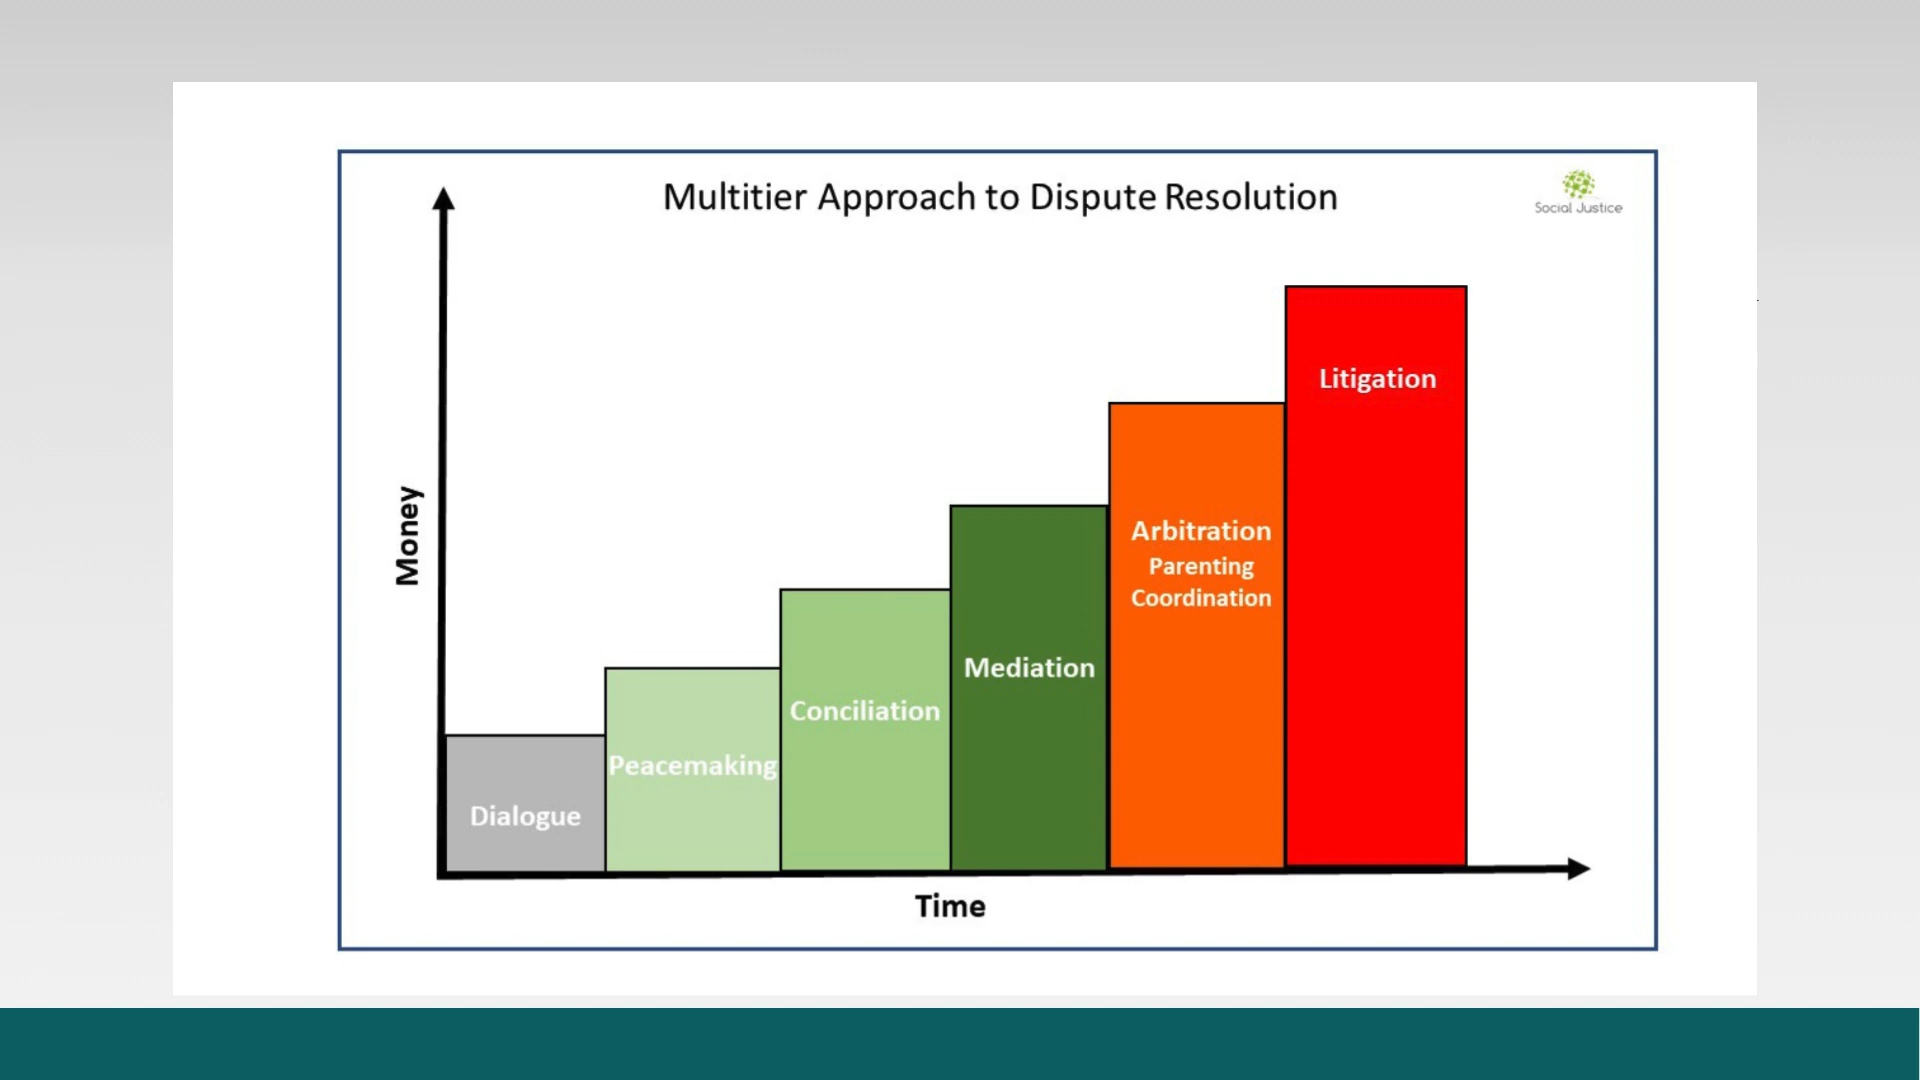 Multitier Approach to Dispute Resolution
Social Justice
Money
Litigation
Arbitration
Parenting
Coordination
Mediation
Conciliation
Peacemaking
Dialogue
Time